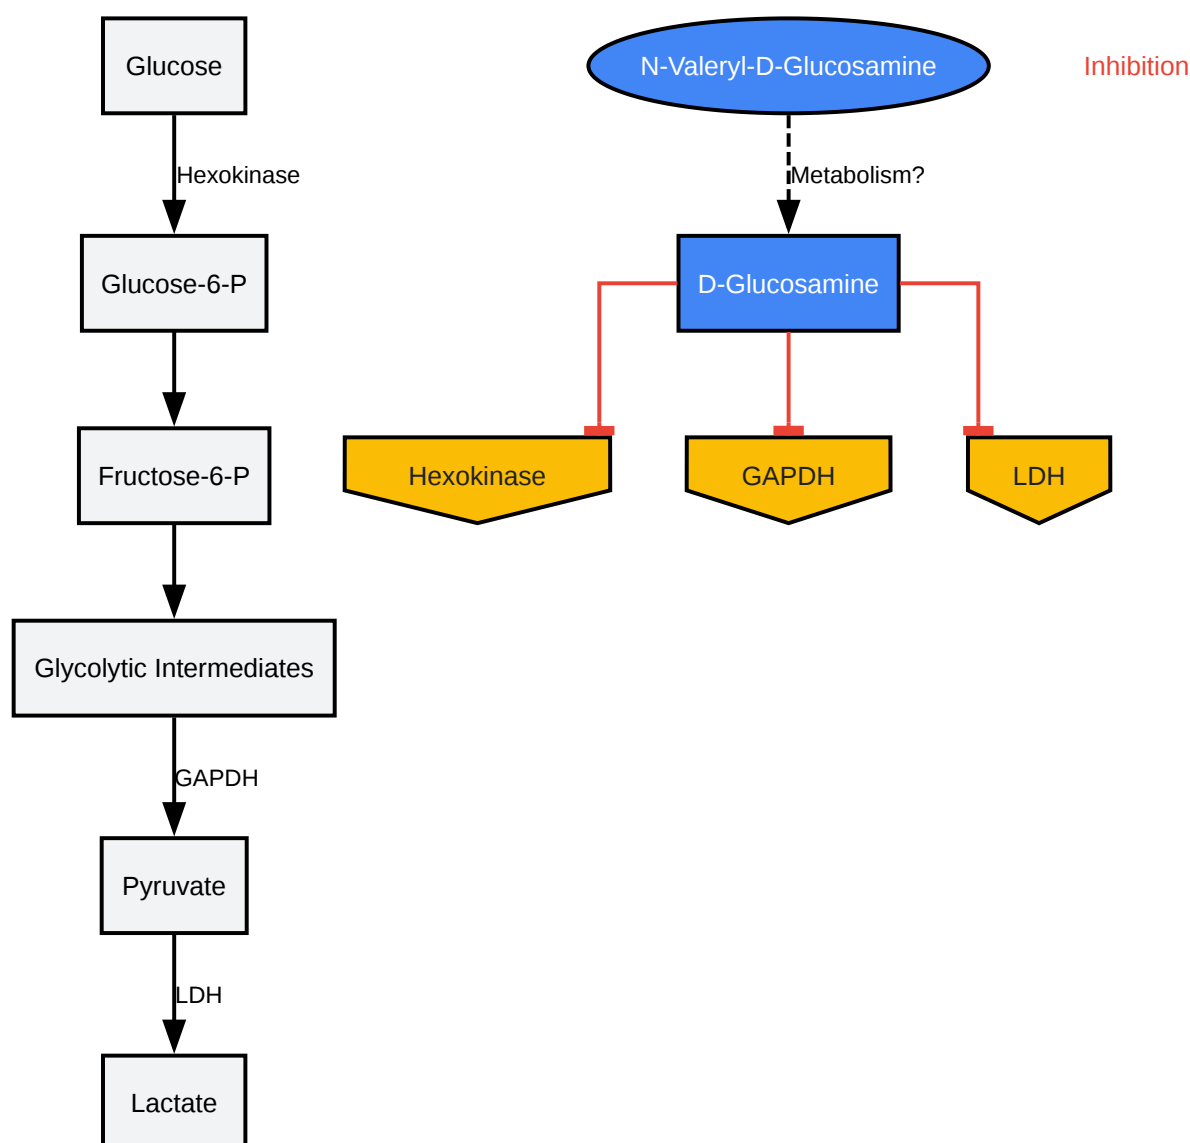 Glucose
N-Valeryl-D-Glucosamine
Inhibition
Hexokinase
Metabolism?
Glucose-6-P
D-Glucosamine
Fructose-6-P
Hexokinase
GAPDH
LDH
Glycolytic Intermediates
GAPDH
Pyruvate
LDH
Lactate